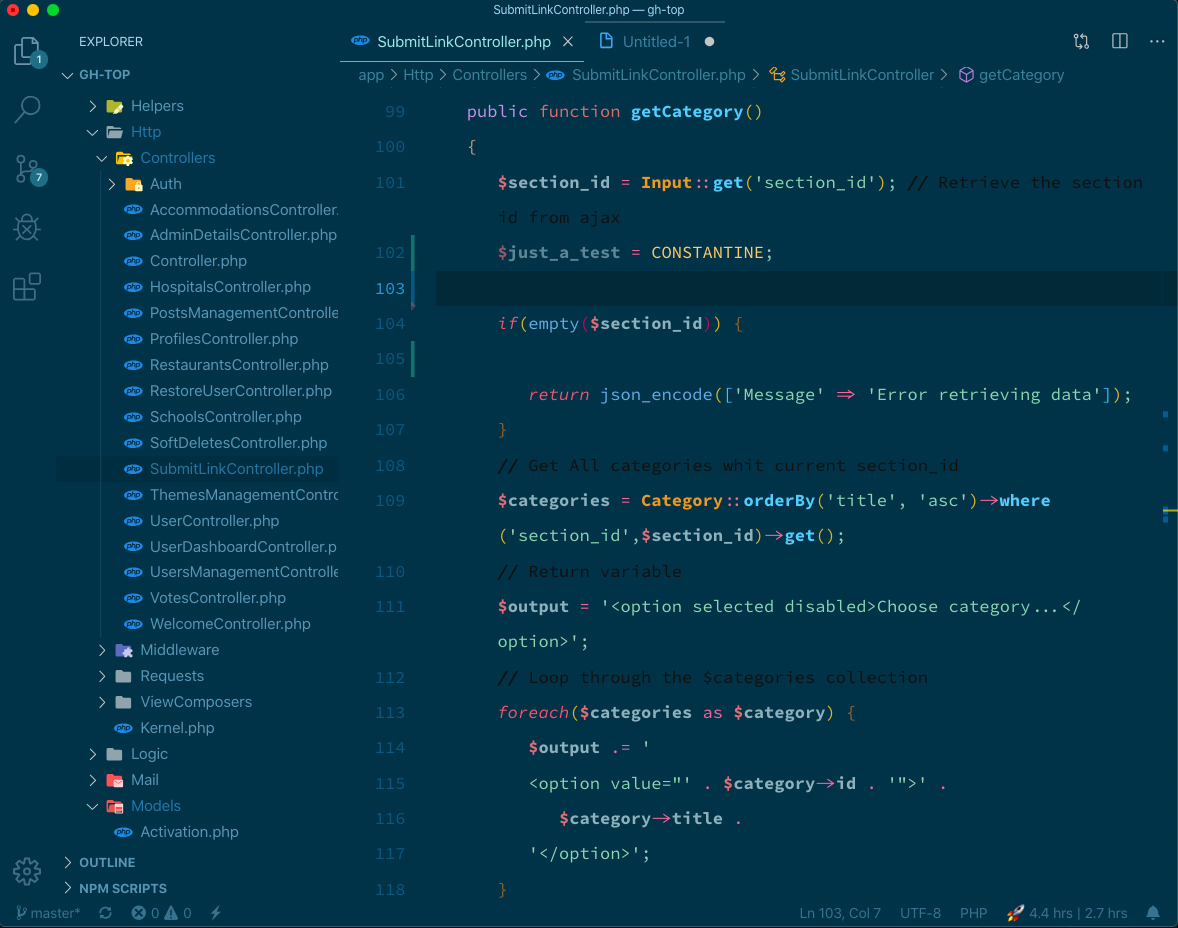 SubmitLinkController.php — gh-top
EXPLORER
GH-TOP
Helpers
Http
Controllers
Auth
AccommodationsController.
AdminDetailsController.php
Controller.php
HospitalsController.php
PostsManagementControlle
ProfilesController.php
RestaurantsController.php
RestoreUserController.php
SchoolsController.php
SoftDeletesController.php
SubmitLinkController.php
ThemesManagementContro
UserController.php
UserDashboardController.p
UsersManagementControlle
VotesController.php
WelcomeController.php
Middleware
Requests
ViewComposers
Kernel.php
Logic
Mail
Models
Activation.php
OUTLINE
NPM SCRIPTS
1
7
php SubmitLinkController.php × Untitled-1 ●
app > Http > Controllers > php SubmitLinkController.php > SubmitLinkController > getCategory
99 public function getCategory()
100 {
101 $section_id = Input::get('section_id'); // Retrieve the section
id from ajax
102 $just_a_test = CONSTANTINE;
103
104 if(empty($section_id)) {
105
106 return json_encode(['Message' => 'Error retrieving data']);
107 }
108 // Get All categories whit current section_id
109 $categories = Category::orderBy('title', 'asc')->where
('section_id',$section_id)->get();
110 // Return variable
111 $output = '<option selected disabled>Choose category...</
option>';
112 // Loop through the $categories collection
113 foreach($categories as $category) {
114 $output .= '
115 <option value="' . $category->id . '">' .
116 $category->title .
117 '</option>';
118 }
master* 0 0 Ln 103, Col 7 UTF-8 PHP 🚀 4.4 hrs | 2.7 hrs